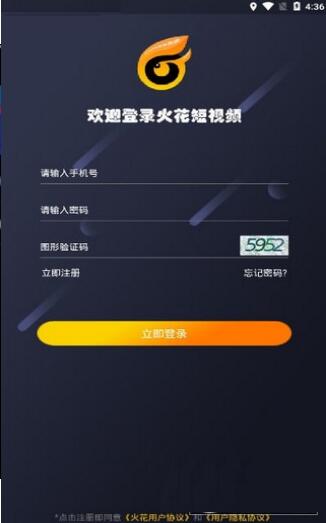 4:36
欢迎登录火花短视频
请输入手机号
请输入密码
图形验证码 5952
立即注册 忘记密码?
立即登录
*点击注册即同意《火花用户协议》和《用户隐私协议》